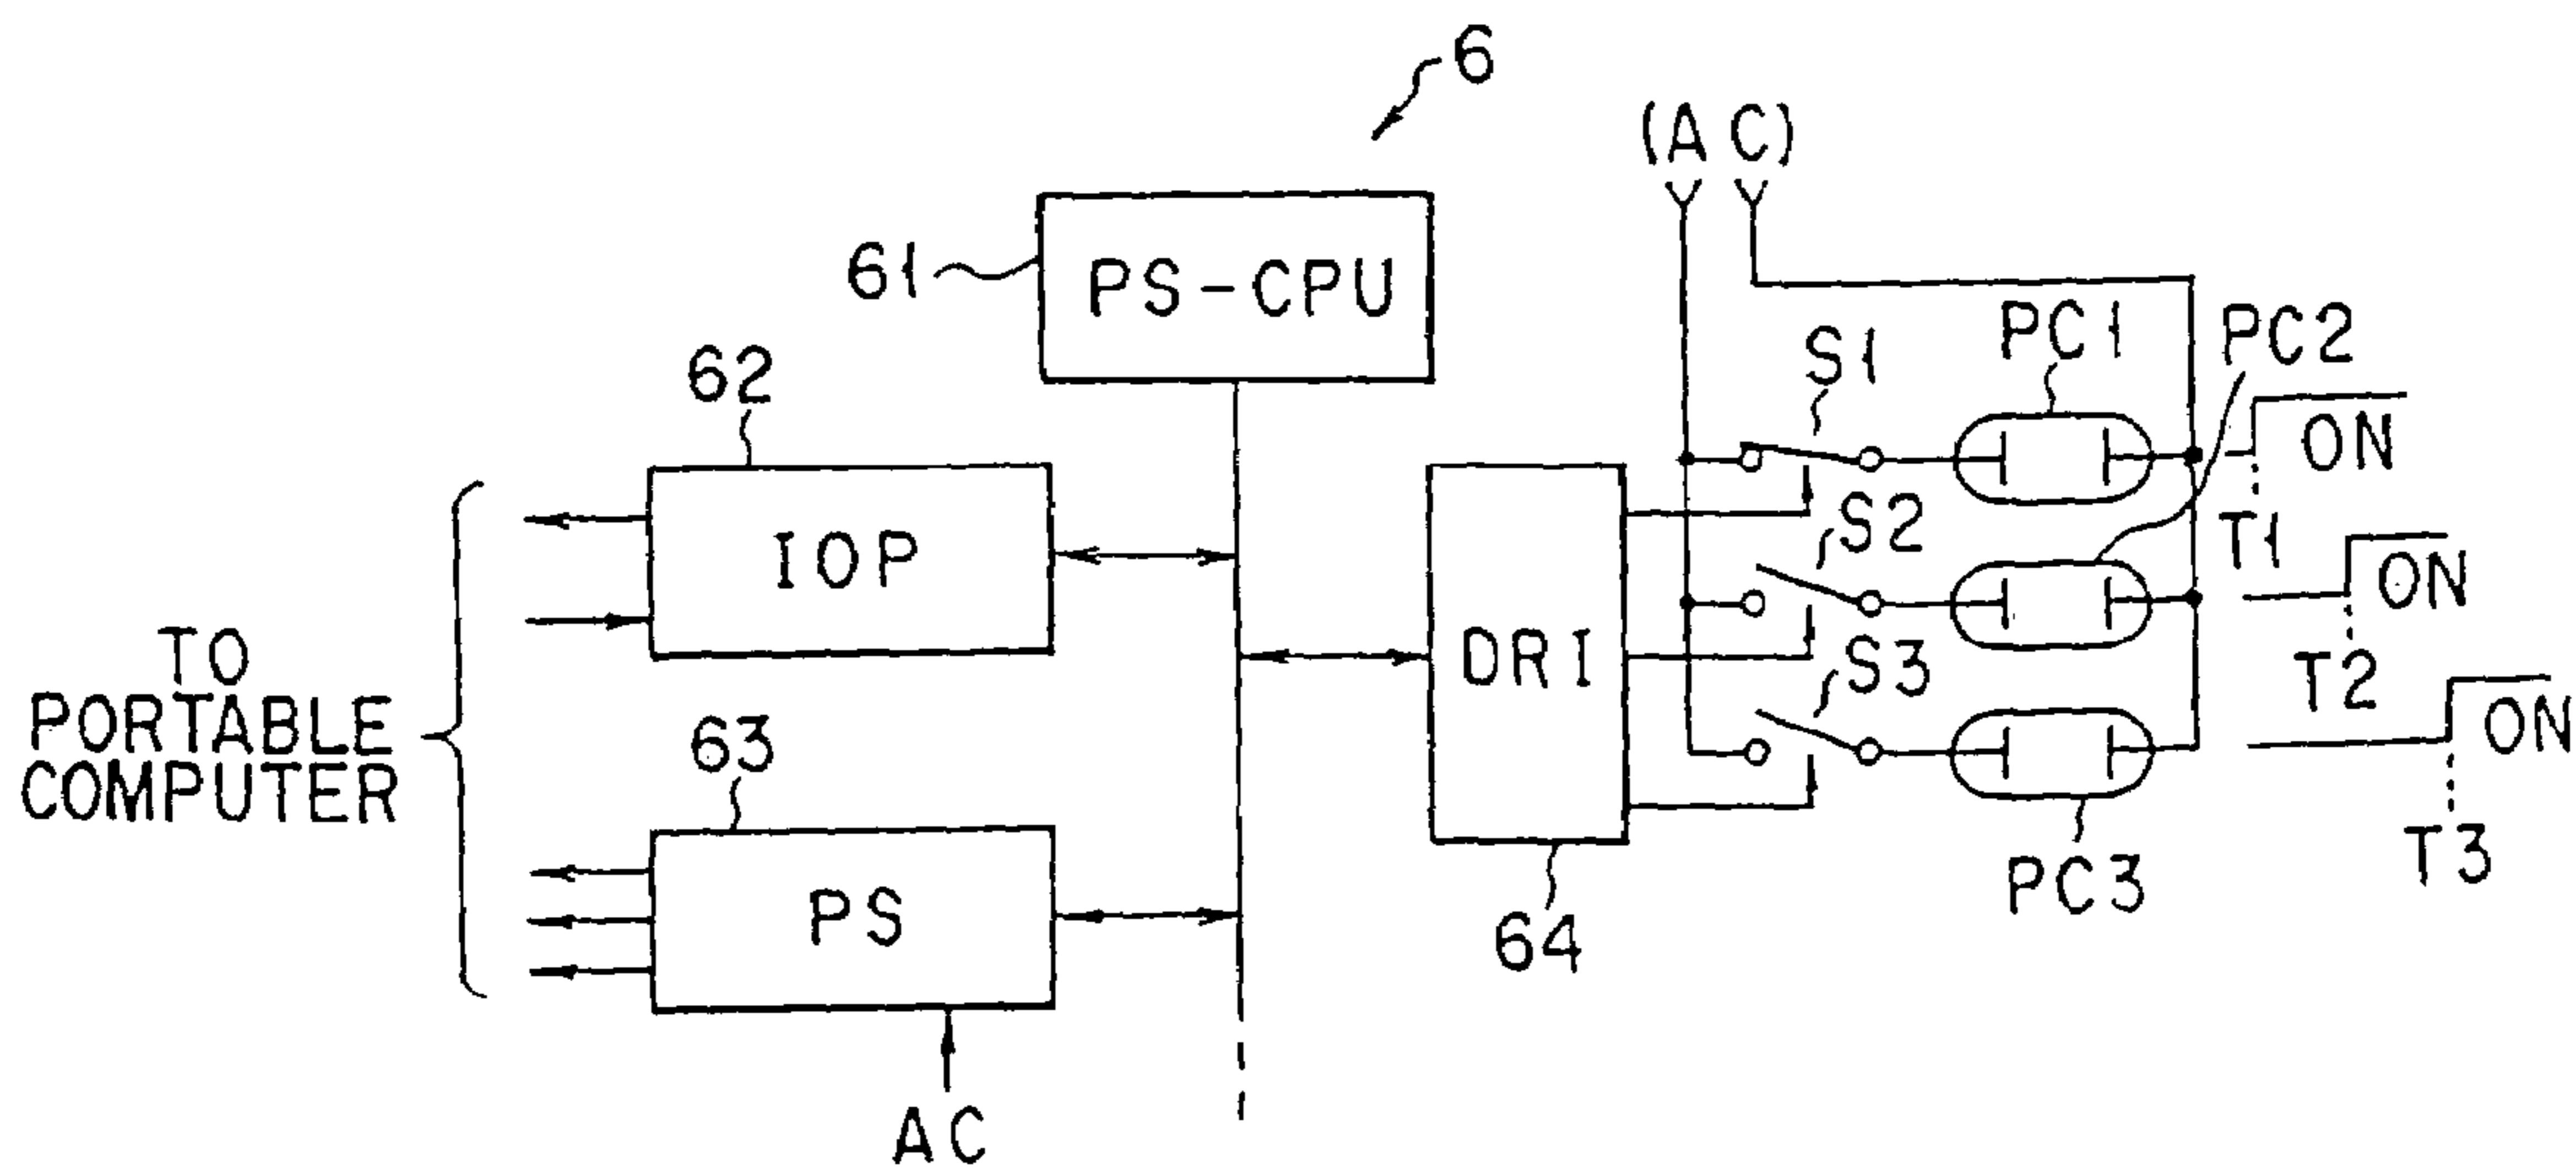 6
(AC)
61
PS-CPU
62
IOP
TO
PORTABLE
COMPUTER
63
PS
AC
DRI
64
S1
PC1
PC2
ON
T1
S2
ON
T2
S3
PC3
ON
T3